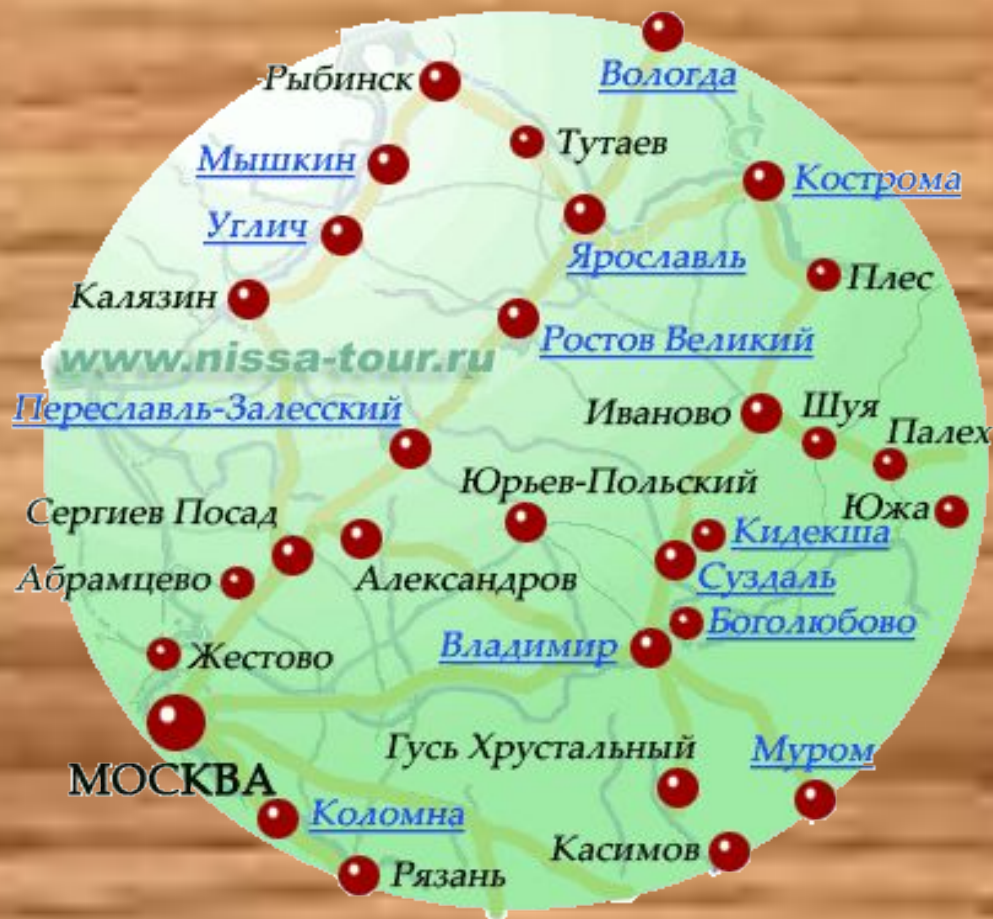 Вологда
Рыбинск
Тутаев
Мышкин
Кострома
Углич
Ярославль
Плес
Калязин
Ростов Великий
www.nissa-tour.ru
Переславль-Залесский
Иваново
Шуя
Палех
Юрьев-Польский
Южа
Сергиев Посад
Кидекша
Абрамцево
Александров
Суздаль
Боголюбово
Владимир
Жестово
Гусь Хрустальный
Муром
МОСКВА
Коломна
Касимов
Рязань